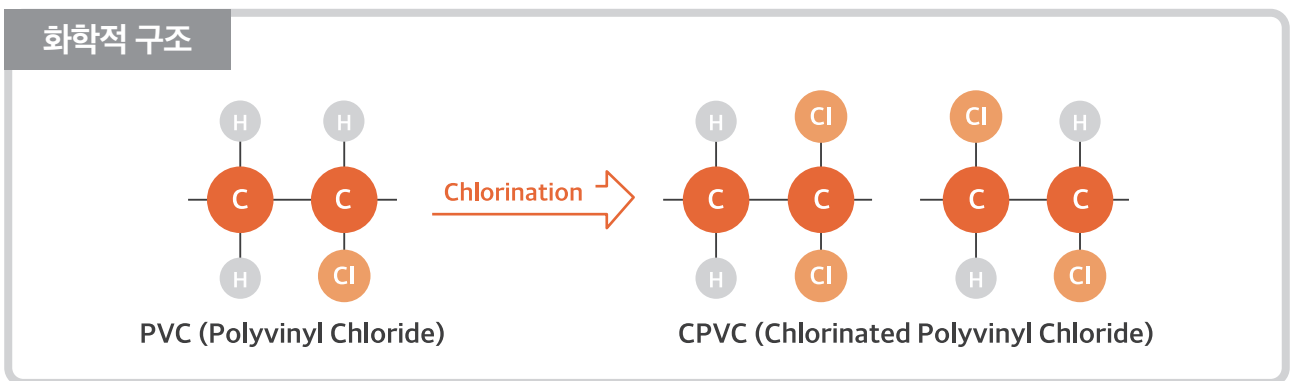 화학적 구조
H H Cl Cl H
C C Chlorination C C C C
H Cl H Cl H Cl
PVC (Polyvinyl Chloride) CPVC (Chlorinated Polyvinyl Chloride)